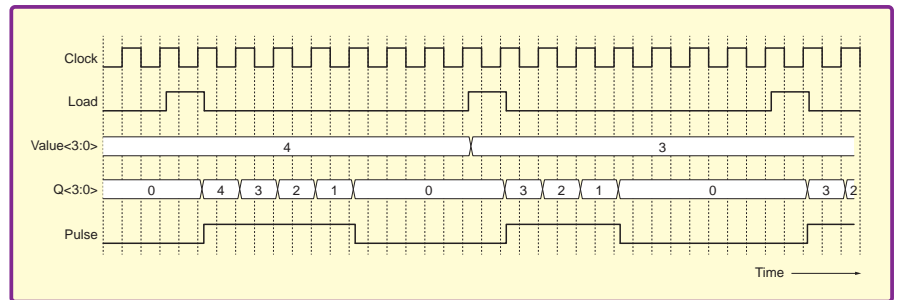 Clock
Load
Value<3:0> 4 3
Q<3:0> 0 4 3 2 1 0 3 2 1 0 3 2
Pulse
Time